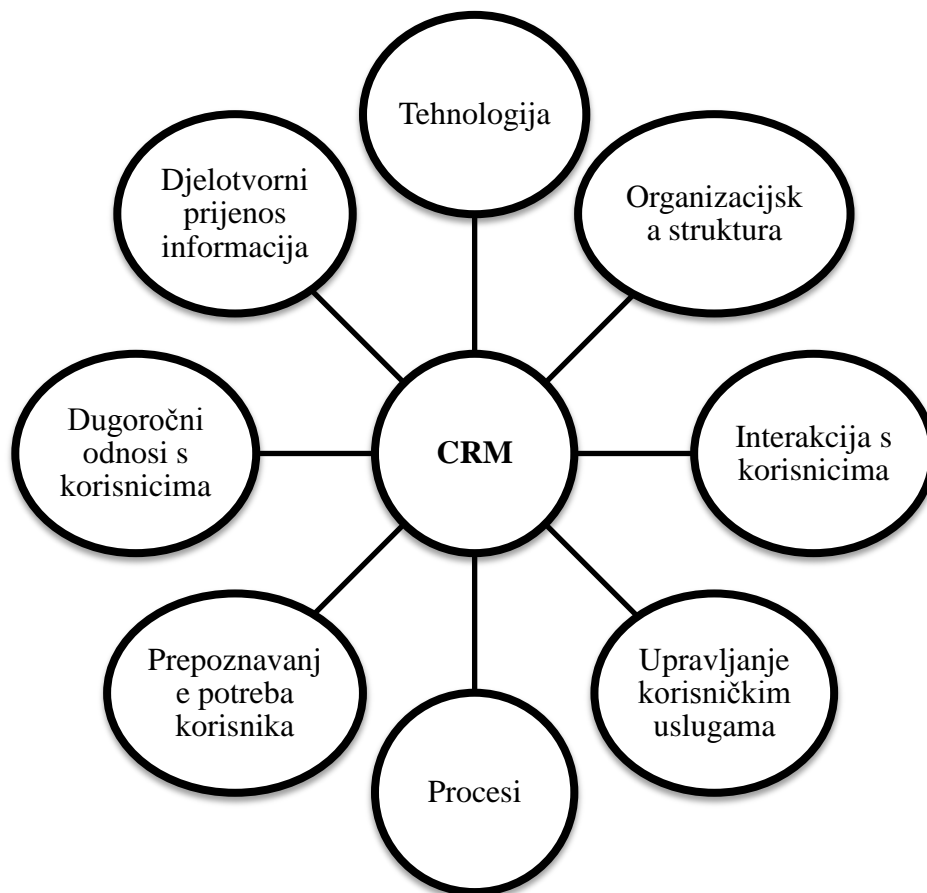 Tehnologija
Organizacijsk
a struktura
Interakcija s
korisnicima
Upravljanje
korisničkim
uslugama
Procesi
Prepoznavanj
e potreba
korisnika
Dugoročni
odnosi s
korisnicima
Djelotvorni
prijenos
informacija
CRM